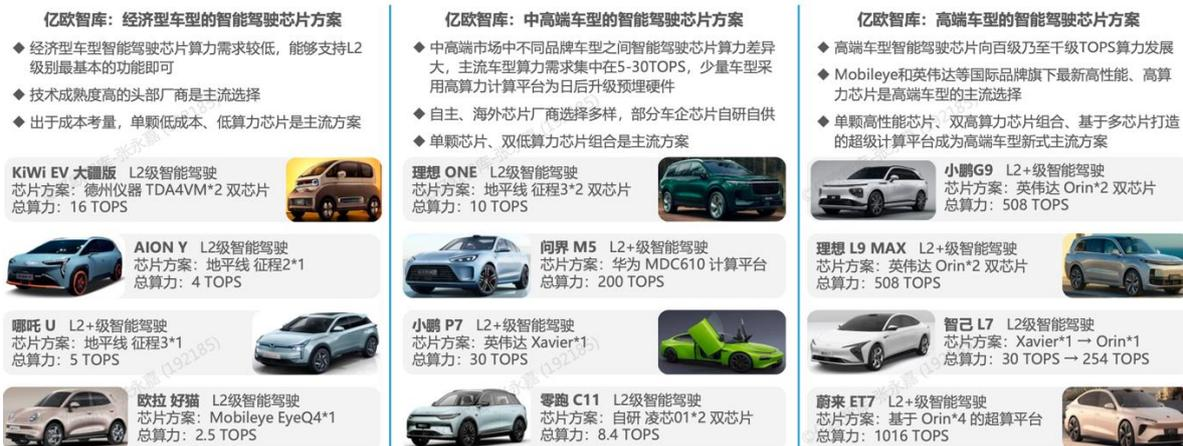 亿欧智库：经济型车型的智能驾驶芯片方案
◆ 经济型车型智能驾驶芯片算力需求较低，能够支持L2
级别最基本的功能即可
◆ 技术成熟度高的头部厂商是主流选择
◆ 出于成本考量，单颗低成本、低算力芯片是主流方案
KiWi EV 大疆版 L2级智能驾驶
芯片方案：德州仪器 TDA4VM*2 双芯片
总算力：16 TOPS
AION Y L2级智能驾驶
芯片方案：地平线 征程2*1
总算力：4 TOPS
哪吒 U L2+级智能驾驶
芯片方案：地平线 征程3*1
总算力：5 TOPS
欧拉 好猫 L2级智能驾驶
芯片方案：Mobileye EyeQ4*1
总算力：2.5 TOPS
亿欧智库：中高端车型的智能驾驶芯片方案
◆ 中高端市场中不同品牌车型之间智能驾驶芯片算力差异
大，主流车型算力需求集中在5-30TOPS，少量车型采
用高算力计算平台为日后升级预埋硬件
◆ 自主、海外芯片厂商选择多样，部分车企芯片自研自供
◆ 单颗芯片、双低算力芯片组合是主流方案
理想 ONE L2级智能驾驶
芯片方案：地平线 征程3*2 双芯片
总算力：10 TOPS
问界 M5 L2+级智能驾驶
芯片方案：华为 MDC610 计算平台
总算力：200 TOPS
小鹏 P7 L2+级智能驾驶
芯片方案：英伟达 Xavier*1
总算力：30 TOPS
零跑 C11 L2级智能驾驶
芯片方案：自研 凌芯01*2 双芯片
总算力：8.4 TOPS
亿欧智库：高端车型的智能驾驶芯片方案
◆ 高端车型智能驾驶芯片向百级乃至千级TOPS算力发展
◆ Mobileye和英伟达等国际品牌旗下最新高性能、高算
力芯片是高端车型的主流选择
◆ 单颗高性能芯片、双高算力芯片组合、基于多芯片打造
的超级计算平台成为高端车型新式主流方案
小鹏G9 L2+级智能驾驶
芯片方案：英伟达 Orin*2 双芯片
总算力：508 TOPS
理想 L9 MAX L2+级智能驾驶
芯片方案：英伟达 Orin*2 双芯片
总算力：508 TOPS
智己 L7 L2级智能驾驶
芯片方案：Xavier*1 → Orin*1
总算力：30 TOPS → 254 TOPS
蔚来 ET7 L2+级智能驾驶
芯片方案：基于 Orin*4 的超算平台
总算力：1016 TOPS